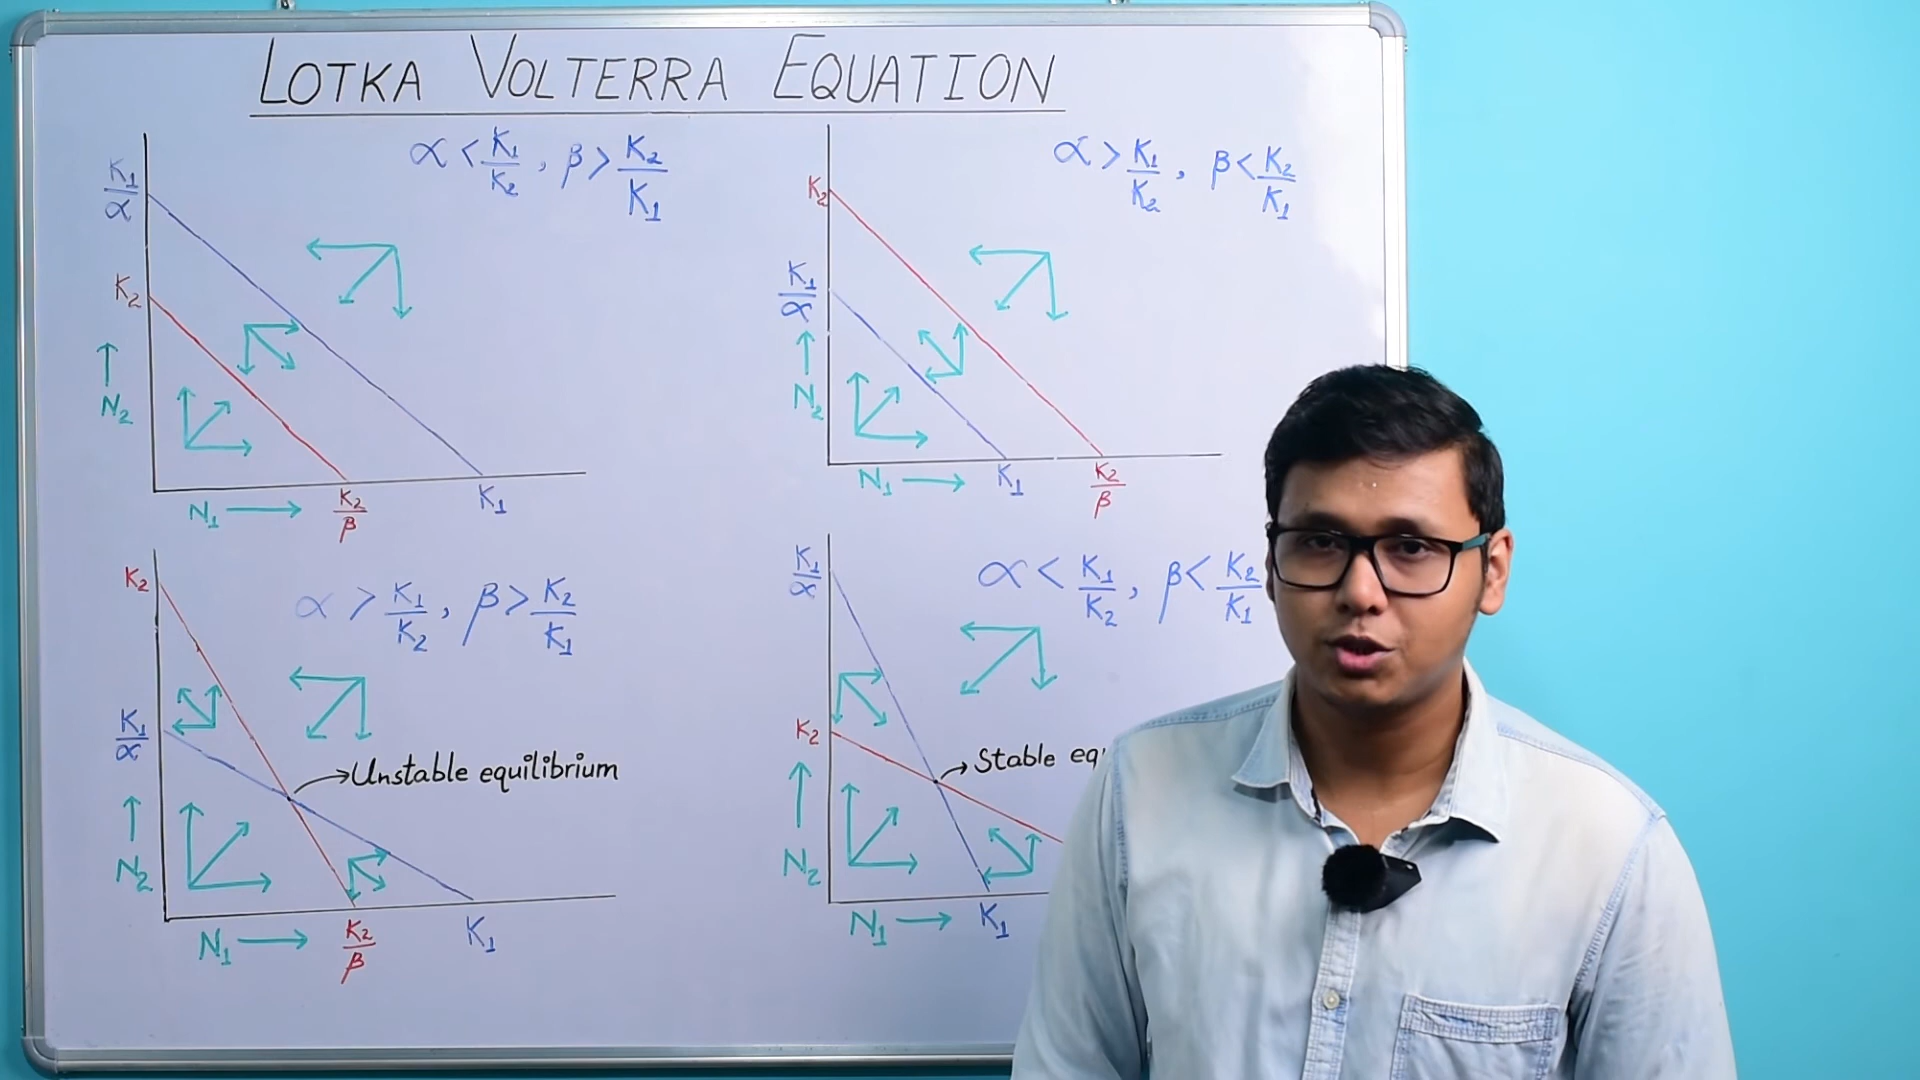 LOTKA VOLTERRA EQUATION
α < K1/K2 , β > K2/K1
K1/α
K2
N2
N1 → K2/β K1
α > K1/K2 , β < K2/K1
K2
K1/α
N2
N1 → K1 K2/β
K2
α > K1/K2 , β > K2/K1
K1/α
→ Unstable equilibrium
N2
N1 → K2/β K1
K1/α
α < K1/K2 , β < K2/K1
K2
→ Stable
N2
N1 → K1